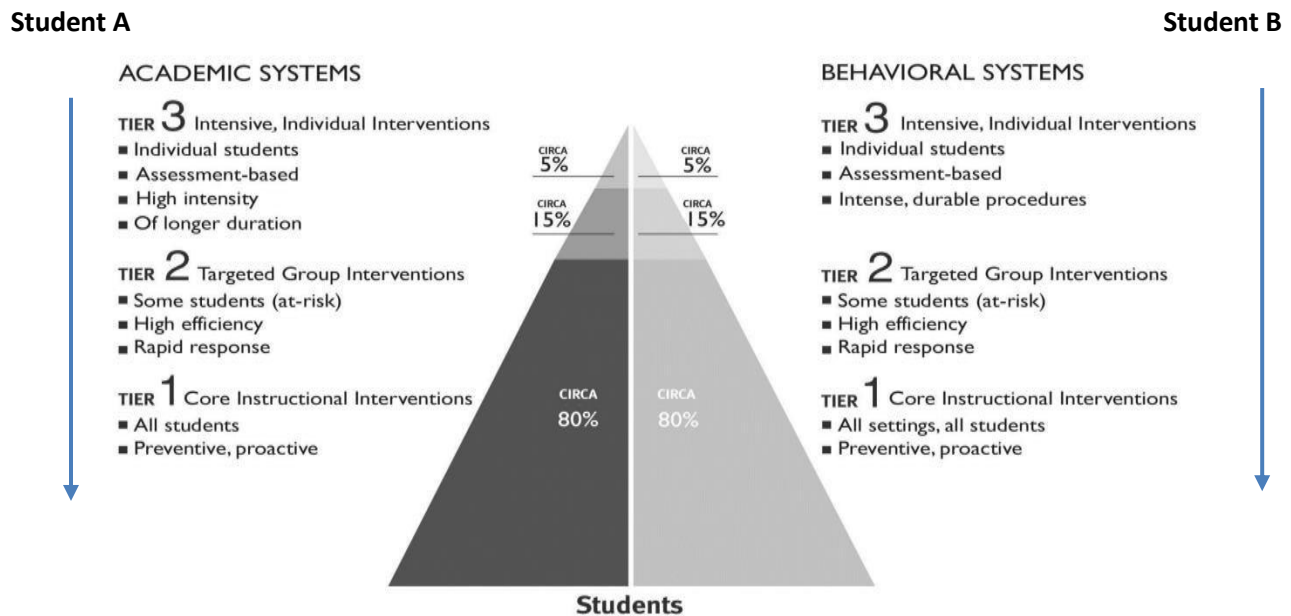 Student A
Student B
ACADEMIC SYSTEMS
TIER 3 Intensive, Individual Interventions
■ Individual students
■ Assessment-based
■ High intensity
■ Of longer duration
TIER 2 Targeted Group Interventions
■ Some students (at-risk)
■ High efficiency
■ Rapid response
TIER 1 Core Instructional Interventions
■ All students
■ Preventive, proactive
CIRCA
5%
CIRCA
15%
CIRCA
80%
CIRCA
5%
CIRCA
15%
CIRCA
80%
BEHAVIORAL SYSTEMS
TIER 3 Intensive, Individual Interventions
■ Individual students
■ Assessment-based
■ Intense, durable procedures
TIER 2 Targeted Group Interventions
■ Some students (at-risk)
■ High efficiency
■ Rapid response
TIER 1 Core Instructional Interventions
■ All settings, all students
■ Preventive, proactive
Students